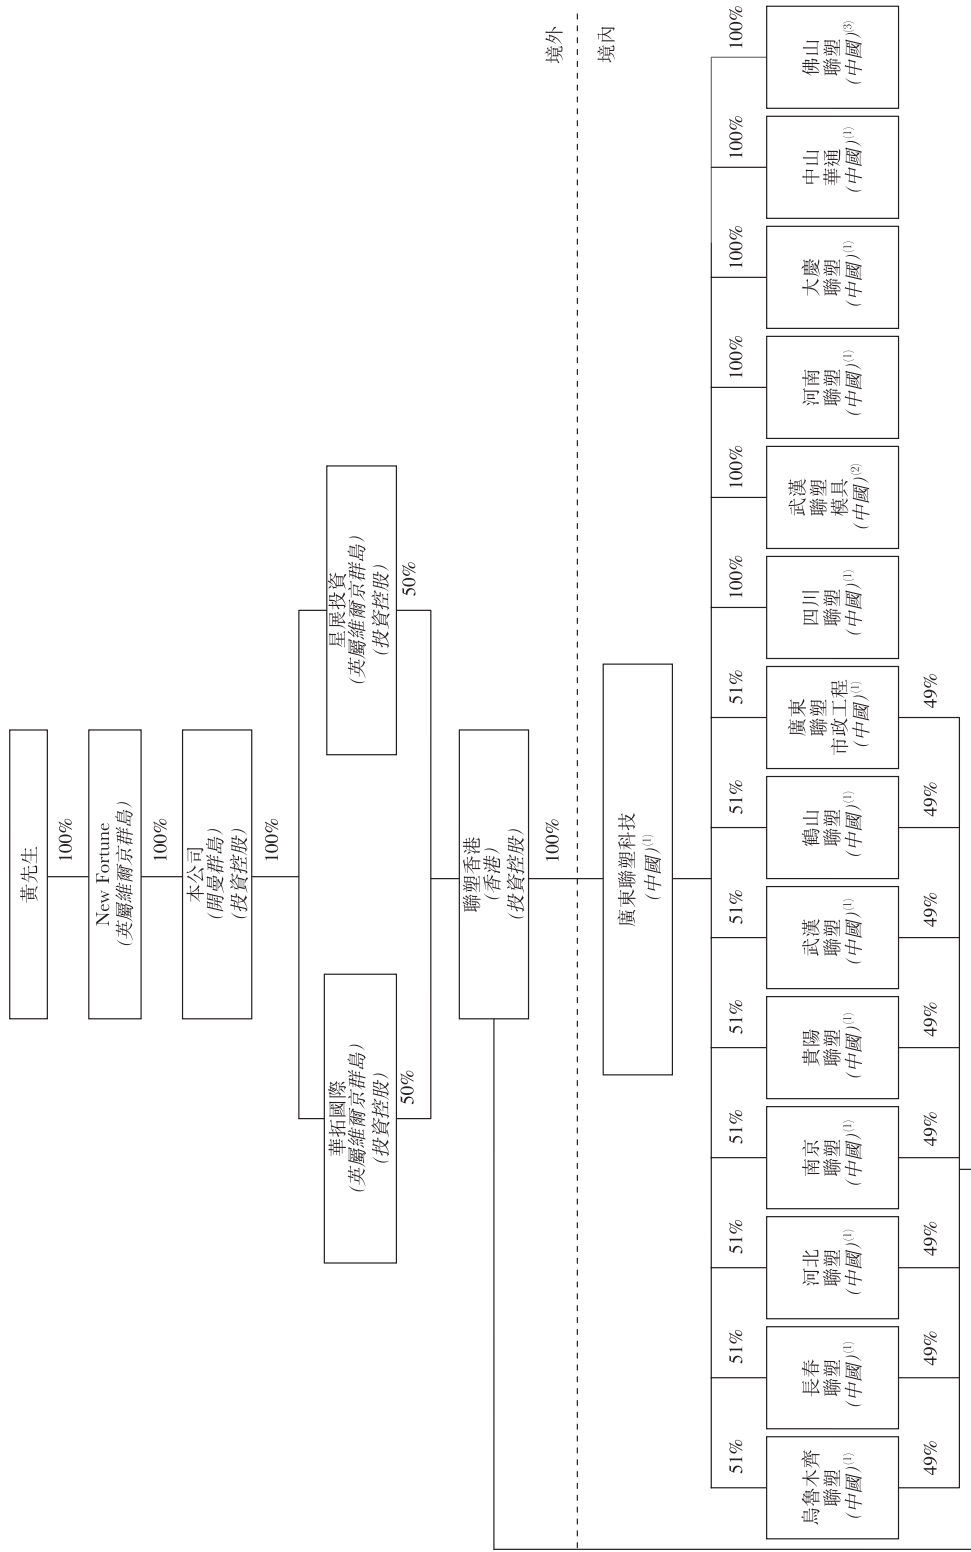 黃先生
100%
New Fortune
(英屬維爾京群島)
100%
本公司
(開曼群島)
(投資控股)
100%
華拓國際
(英屬維爾京群島)
(投資控股)
50%
星展投資
(英屬維爾京群島)
(投資控股)
50%
聯塑香港
(香港)
(投資控股)
100%
境外
境內
廣東聯塑科技
(中國)(1)
51%
51%
51%
51%
51%
51%
51%
51%
100%
100%
100%
100%
100%
100%
烏魯木齊
聯塑
(中國)(1)
長春
聯塑
(中國)(1)
河北
聯塑
(中國)(1)
南京
聯塑
(中國)(1)
貴陽
聯塑
(中國)(1)
武漢
聯塑
(中國)(1)
鶴山
聯塑
(中國)(1)
廣東
聯塑
市政工程
(中國)(1)
四川
聯塑
(中國)(1)
武漢
聯塑
模具
(中國)(2)
河南
聯塑
(中國)(1)
大慶
聯塑
(中國)(1)
中山
華通
(中國)(1)
佛山
聯塑
(中國)(3)
49%
49%
49%
49%
49%
49%
49%
49%